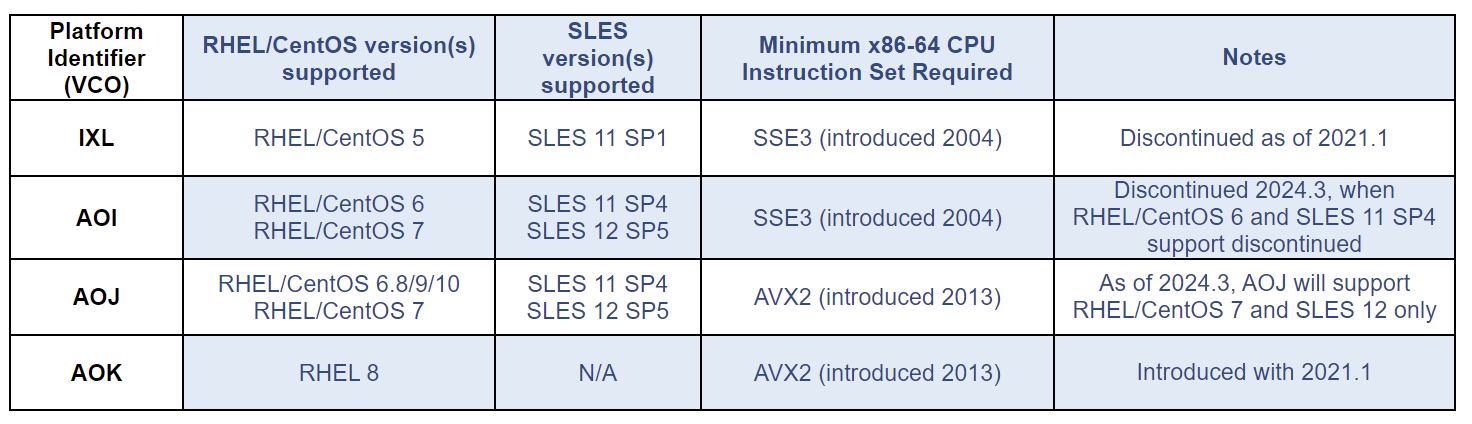 Platform
Identifier
(VCO)
RHEL/CentOS version(s)
supported
SLES
version(s)
supported
Minimum x86-64 CPU
Instruction Set Required
Notes
IXL
RHEL/CentOS 5
SLES 11 SP1
SSE3 (introduced 2004)
Discontinued as of 2021.1
AOI
RHEL/CentOS 6
RHEL/CentOS 7
SLES 11 SP4
SLES 12 SP5
SSE3 (introduced 2004)
Discontinued 2024.3, when
RHEL/CentOS 6 and SLES 11 SP4
support discontinued
AOJ
RHEL/CentOS 6.8/9/10
RHEL/CentOS 7
SLES 11 SP4
SLES 12 SP5
AVX2 (introduced 2013)
As of 2024.3, AOJ will support
RHEL/CentOS 7 and SLES 12 only
AOK
RHEL 8
N/A
AVX2 (introduced 2013)
Introduced with 2021.1